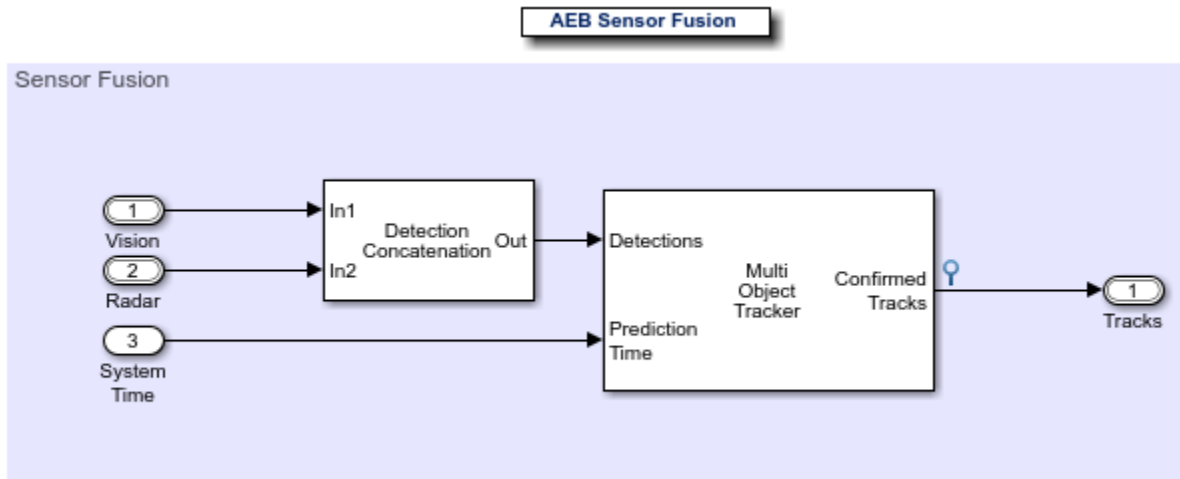 AEB Sensor Fusion
Sensor Fusion
1
Vision
2
Radar
3
System
Time
In1
In2
Detection
Concatenation
Out
Detections
Prediction
Time
Multi
Object
Tracker
Confirmed
Tracks
1
Tracks